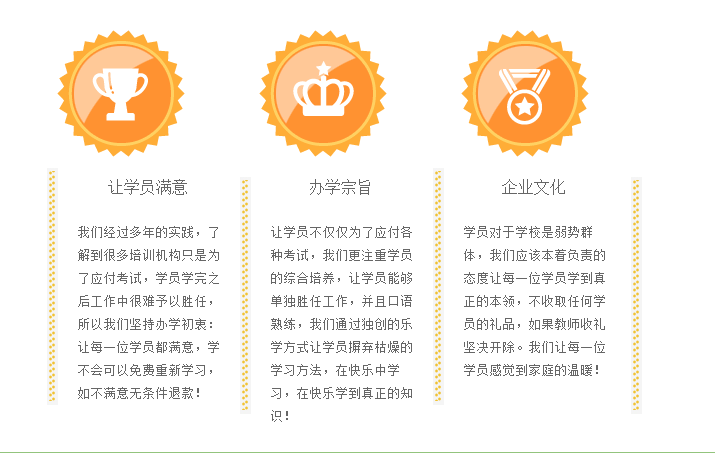 让学员满意
我们经过多年的实践，了
解到很多培训机构只是为
了应付考试，学员学完之
后工作中很难予以胜任，
所以我们坚持办学初衷：
让每一位学员都满意，学
不会可以免费重新学习，
如不满意无条件退款！
办学宗旨
让学员不仅仅为了应付各
种考试，我们更注重学员
的综合培养，让学员能够
单独胜任工作，并且口语
熟练，我们通过独创的乐
学方式让学员摒弃枯燥的
学习方法，在快乐中学
习，在快乐学到真正的知
识！
企业文化
学员对于学校是弱势群
体，我们应该本着负责的
态度让每一位学员学到真
正的本领，不收取任何学
员的礼品，如果教师收礼
坚决开除。我们让每一位
学员感觉到家庭的温暖！